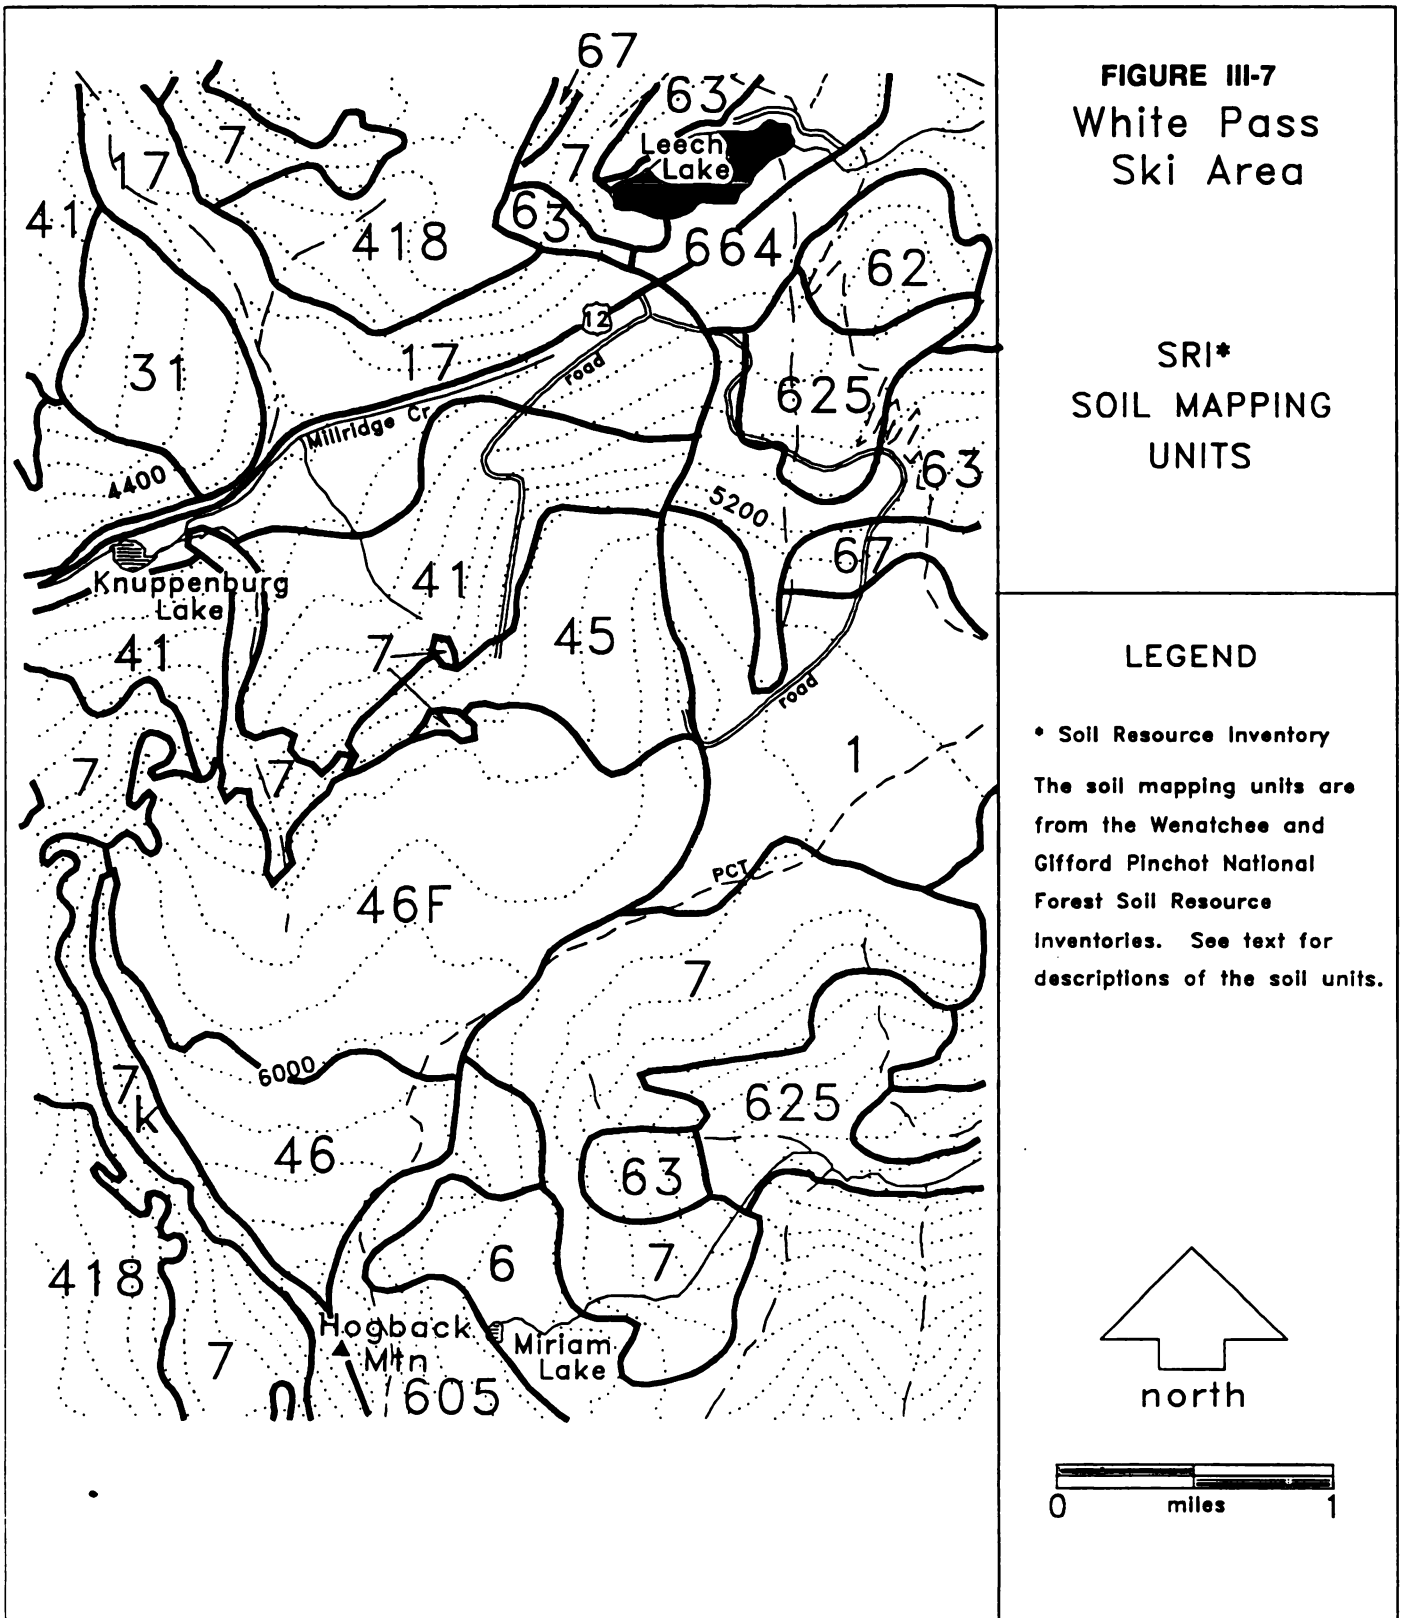 67
63
7
Leech
Lake
17
7
41
418
63
664
62
12
31
17
road
625
Millridge Cr.
4400
63
5200
67
Knuppenburg
Lake
41
45
41
7
road
1
7
7
PCT
46F
7
6000
7
k
625
46
63
418
6
7
Hogback
Mtn
Miriam
Lake
7
605
FIGURE III-7
White Pass
Ski Area
SRI*
SOIL MAPPING
UNITS
LEGEND
* Soil Resource Inventory
The soil mapping units are
from the Wenatchee and
Gifford Pinchot National
Forest Soil Resource
Inventories. See text for
descriptions of the soil units.
north
0 miles 1